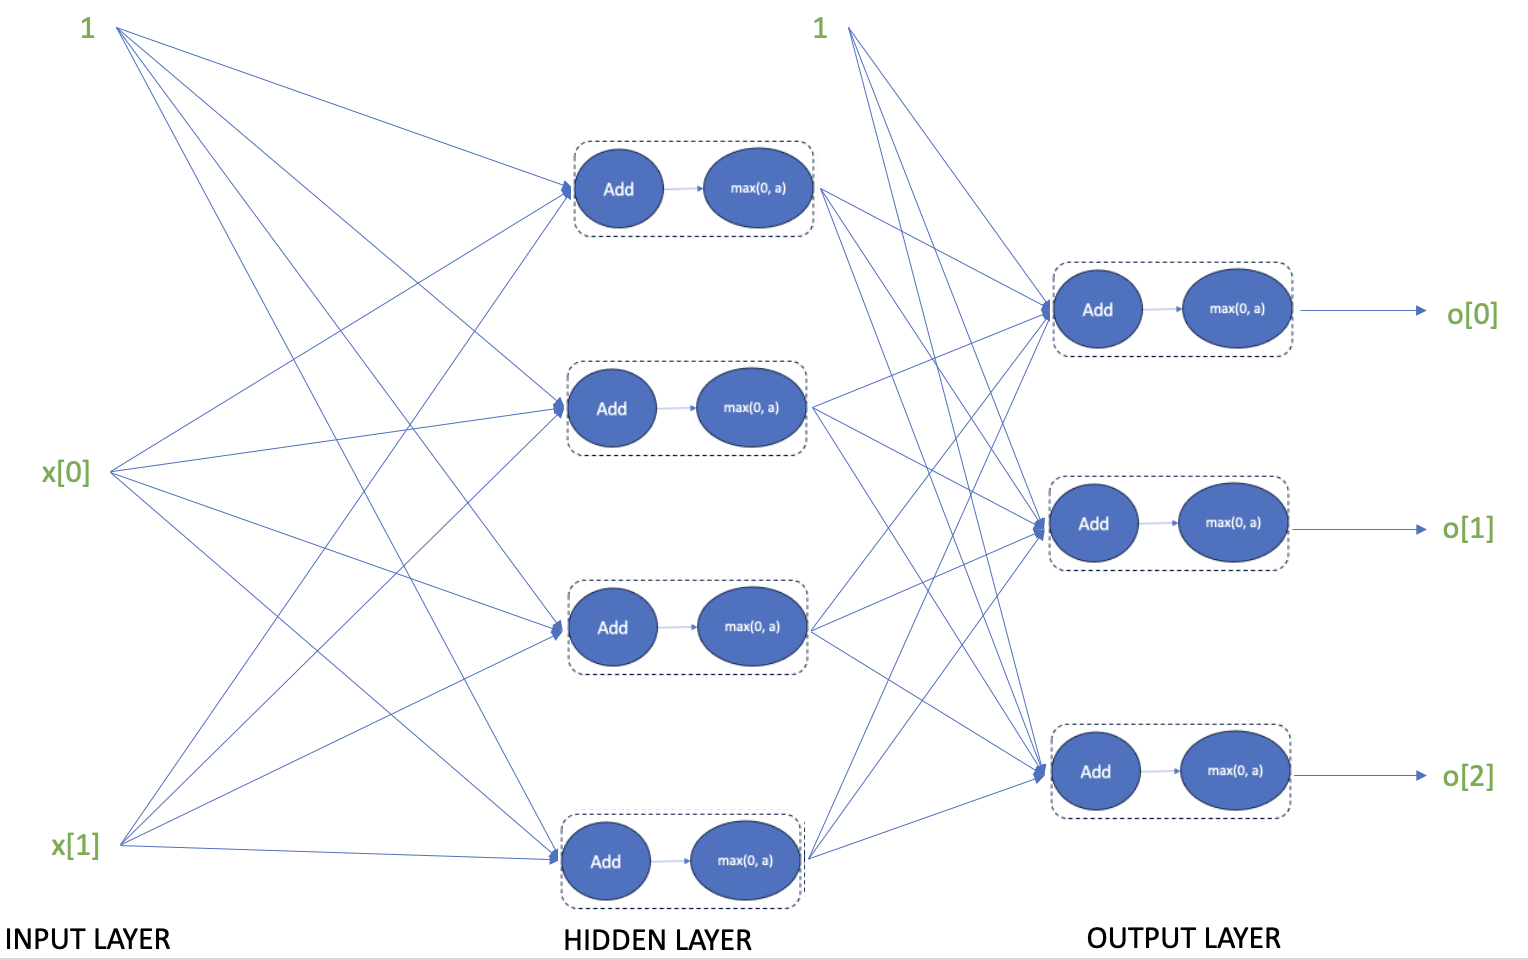 1
1
Add
max(0, a)
Add
max(0, a)
o[0]
Add
max(0, a)
x[0]
Add
max(0, a)
o[1]
Add
max(0, a)
Add
max(0, a)
o[2]
x[1]
Add
max(0, a)
INPUT LAYER
HIDDEN LAYER
OUTPUT LAYER